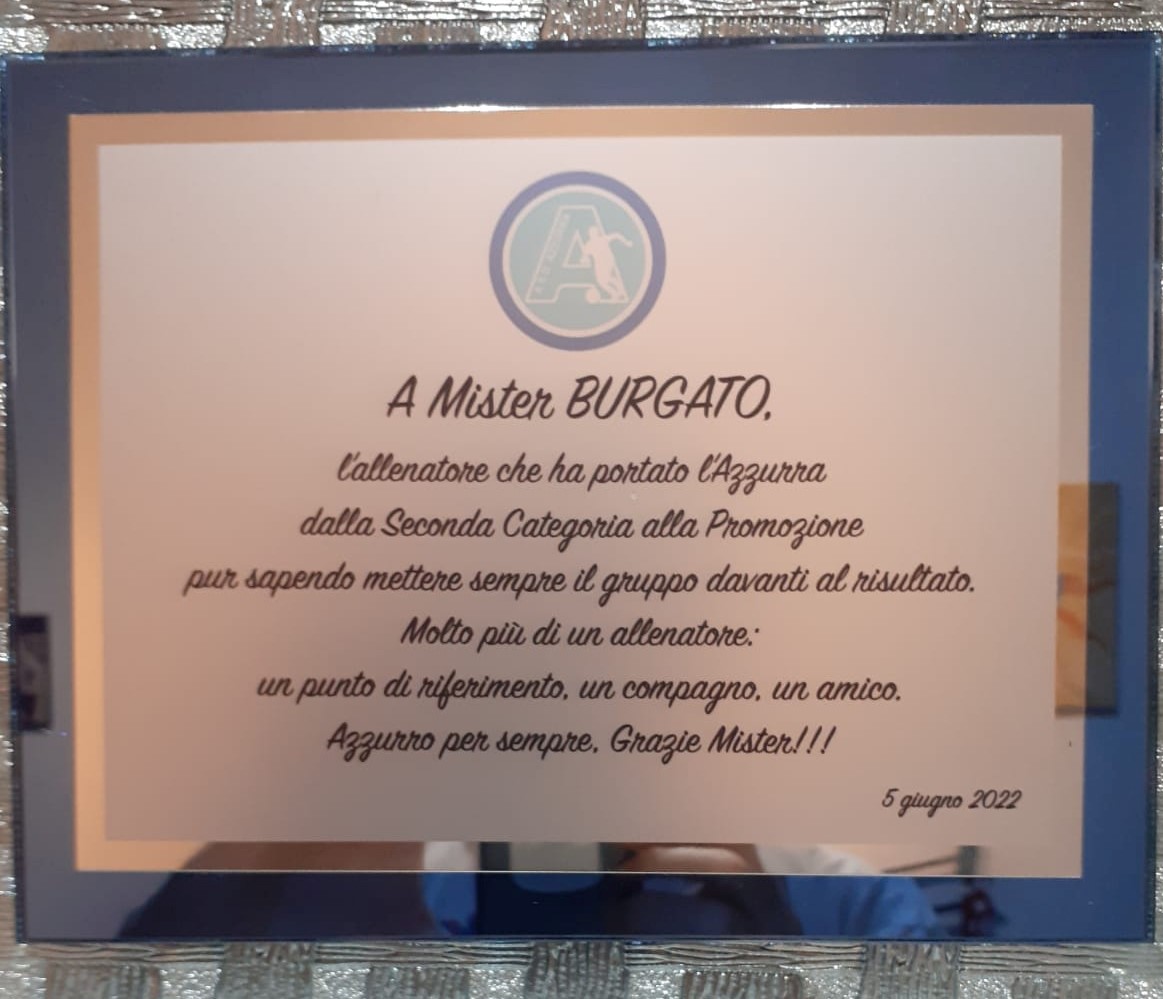 A
A Mister BURGATO,
l'allenatore che ha portato l'Azzurra
dalla Seconda Categoria alla Promozione
pur sapendo mettere sempre il gruppo davanti al risultato.
Molto più di un allenatore:
un punto di riferimento, un compagno, un amico.
Azzurro per sempre. Grazie Mister!!!
5 giugno 2022